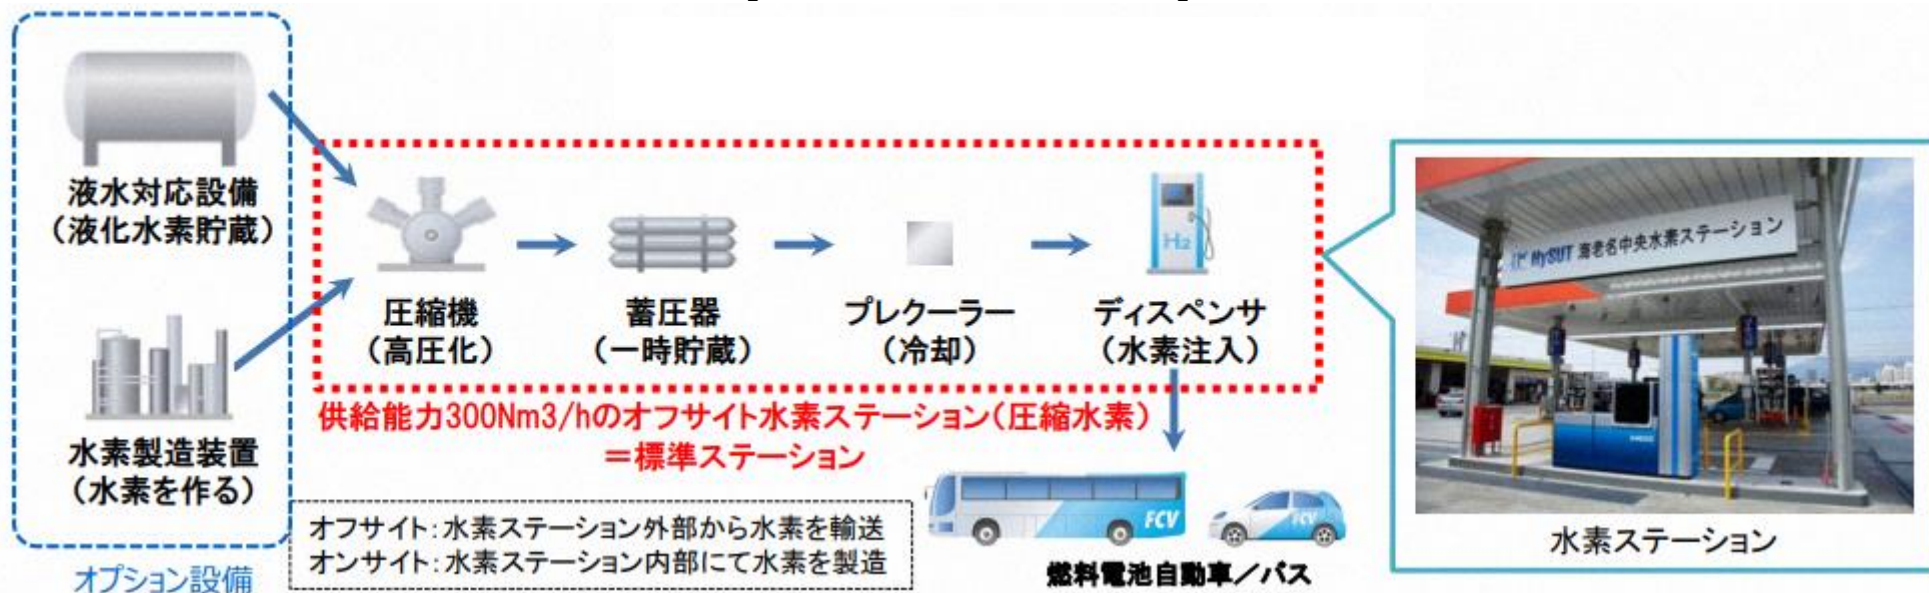 液水対応設備
（液化水素貯蔵）
水素製造装置
（水素を作る）
オプション設備
圧縮機
（高圧化）
蓄圧器
（一時貯蔵）
プレクーラー
（冷却）
H2
ディスペンサ
（水素注入）
供給能力300Nm3/hのオフサイト水素ステーション（圧縮水素）
＝標準ステーション
オフサイト：水素ステーション外部から水素を輸送
オンサイト：水素ステーション内部にて水素を製造
FCV
FCV
燃料電池自動車／バス
HySUT 海老名中央水素ステーション
水素ステーション